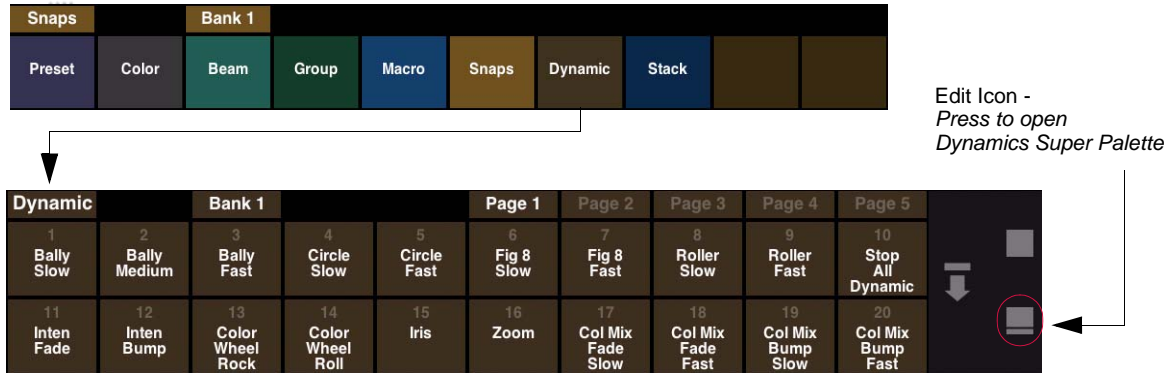 Snaps Bank 1
Preset Color Beam Group Macro Snaps Dynamic Stack
Edit Icon -
Press to open
Dynamics Super Palette
Dynamic Bank 1 Page 1 Page 2 Page 3 Page 4 Page 5
1 2 3 4 5 6 7 8 9 10
Bally Bally Bally Circle Circle Fig 8 Fig 8 Roller Roller Stop
Slow Medium Fast Slow Fast Slow Fast Slow Fast All
Dynamic
11 12 13 14 15 16 17 18 19 20
Inten Inten Color Color Iris Zoom Col Mix Col Mix Col Mix Col Mix
Fade Bump Wheel Wheel Fade Fade Bump Bump
Rock Roll Slow Fast Slow Fast